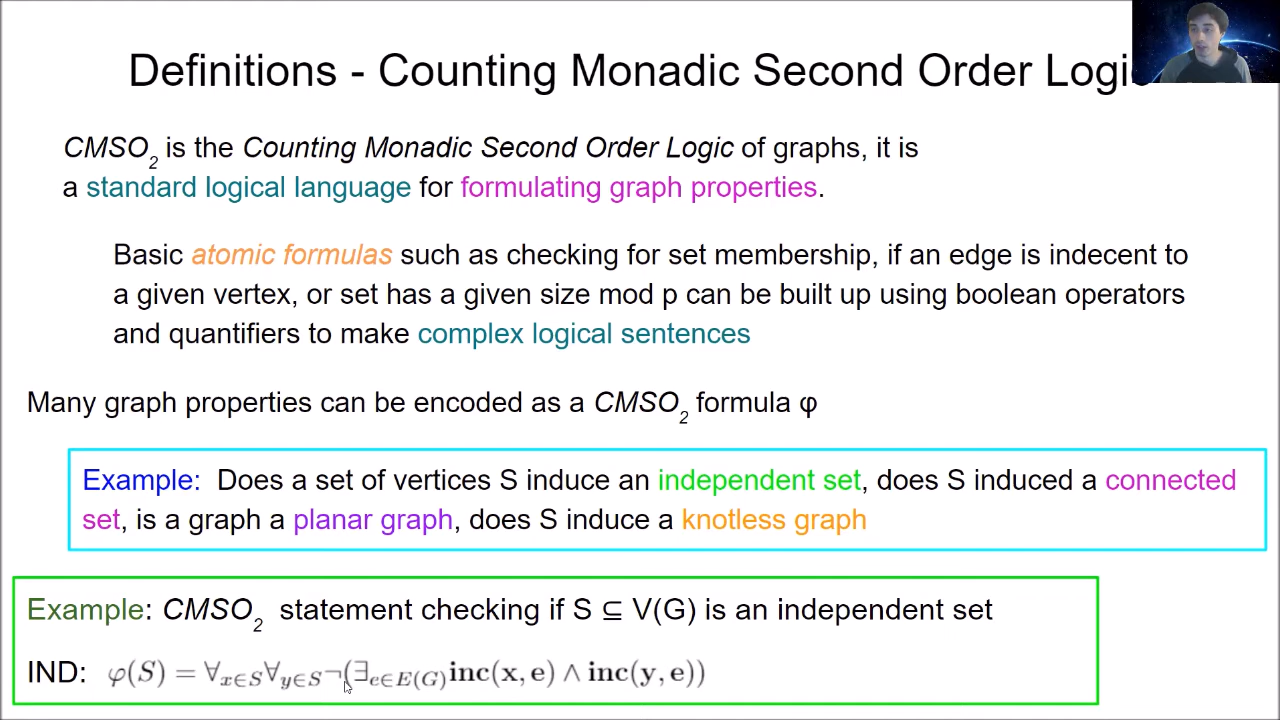 Definitions - Counting Monadic Second Order Logic
CMSO₂ is the Counting Monadic Second Order Logic of graphs, it is
a standard logical language for formulating graph properties.
Basic atomic formulas such as checking for set membership, if an edge is indecent to
a given vertex, or set has a given size mod p can be built up using boolean operators
and quantifiers to make complex logical sentences
Many graph properties can be encoded as a CMSO₂ formula φ
Example: Does a set of vertices S induce an independent set, does S induced a connected
set, is a graph a planar graph, does S induce a knotless graph
Example: CMSO₂ statement checking if S ⊆ V(G) is an independent set
IND: φ(S) = ∀x∈S∀y∈S¬(∃e∈E(G)inc(x, e) ∧ inc(y, e))